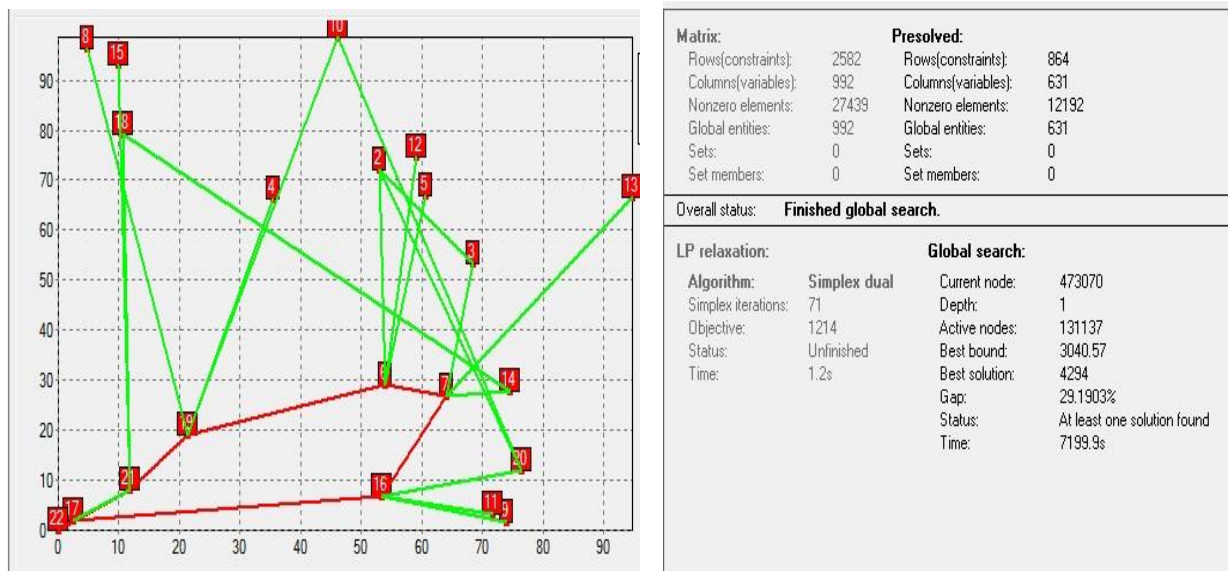 10
8
15
90
18
80
12
2
70
4
5
13
60
3
50
40
30
6
7
14
20
19
20
21
10
16
11
9
17
22
0
0 10 20 30 40 50 60 70 80 90
Matrix: Presolved:
Rows(constraints): 2582 Rows(constraints): 864
Columns(variables): 992 Columns(variables): 631
Nonzero elements: 27439 Nonzero elements: 12192
Global entities: 992 Global entities: 631
Sets: 0 Sets: 0
Set members: 0 Set members: 0
Overall status: Finished global search.
LP relaxation: Global search:
Algorithm: Simplex dual Current node: 473070
Simplex iterations: 71 Depth: 1
Objective: 1214 Active nodes: 131137
Status: Unfinished Best bound: 3040.57
Time: 1.2s Best solution: 4294
Gap: 29.1903%
Status: At least one solution found
Time: 7199.9s